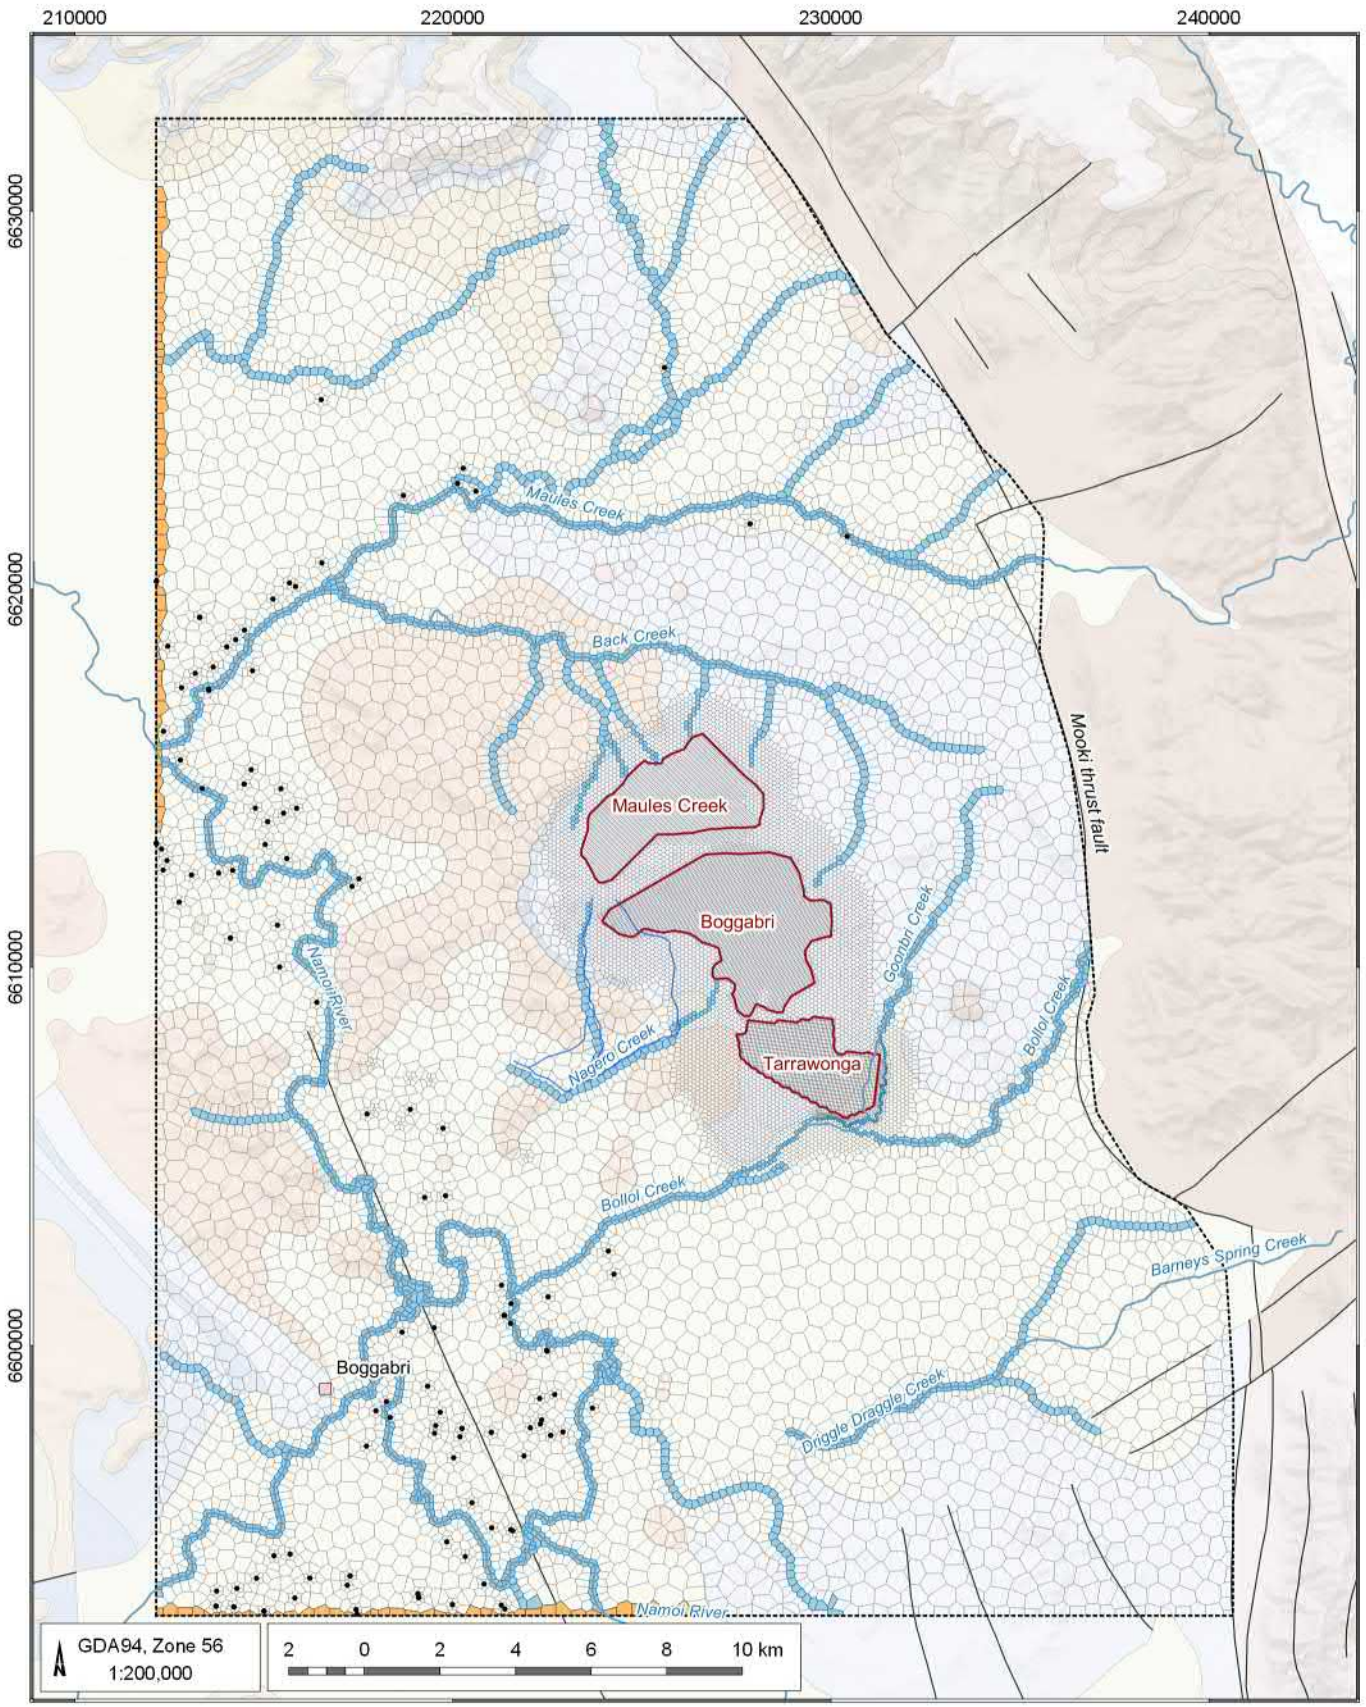 210000
220000
230000
240000
6630000
6620000
6610000
6600000
Maules Creek
Back Creek
Mooki thrust fault
Maules Creek
Boggabri
Goonbri Creek
Namoi River
Bollol Creek
Nagero Creek
Tarrawonga
Bollol Creek
Barneys Spring Creek
Boggabri
Driggle Draggle Creek
Namoi River
GDA94, Zone 56
1:200,000
2 0 2 4 6 8 10 km